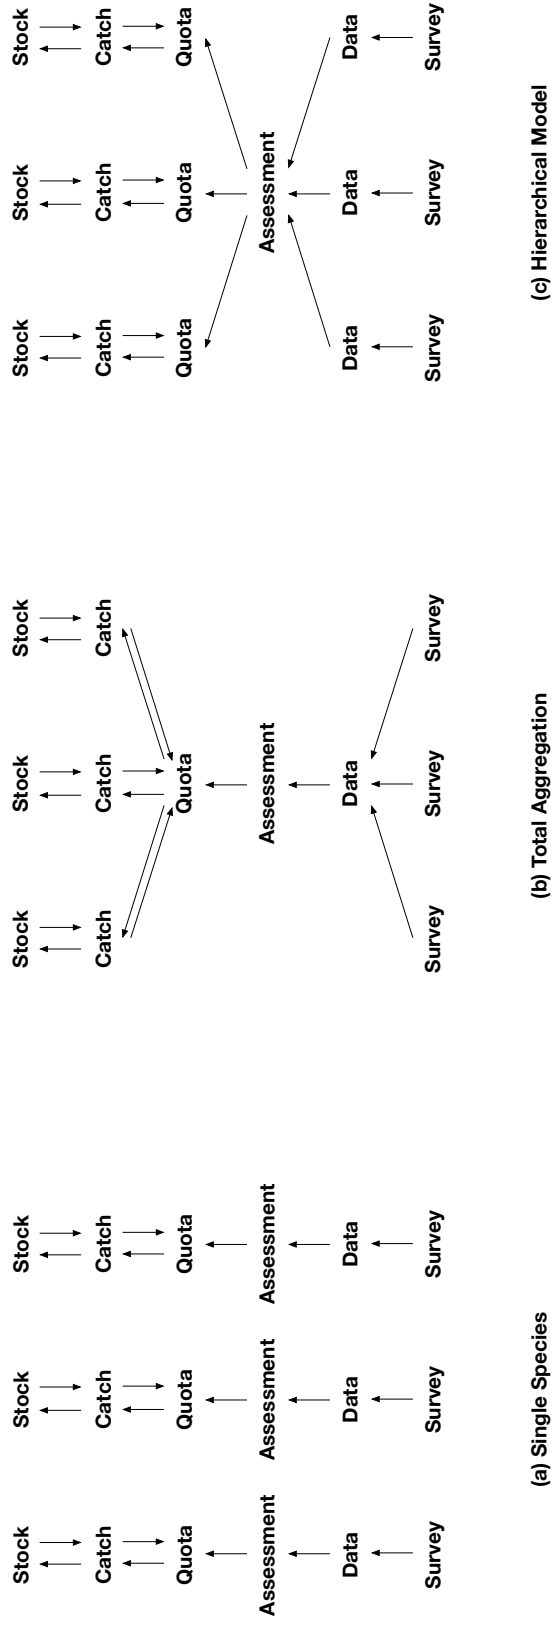 Stock Stock Stock Stock Stock Stock Stock Stock Stock
Catch Catch Catch Catch Catch Catch Catch Catch Catch
Quota Quota Quota Quota Quota Quota Quota
Assessment Assessment Assessment Assessment Assessment
Data Data Data Data Data Data Data
Survey Survey Survey Survey Survey Survey Survey Survey Survey
(a) Single Species (b) Total Aggregation (c) Hierarchical Model